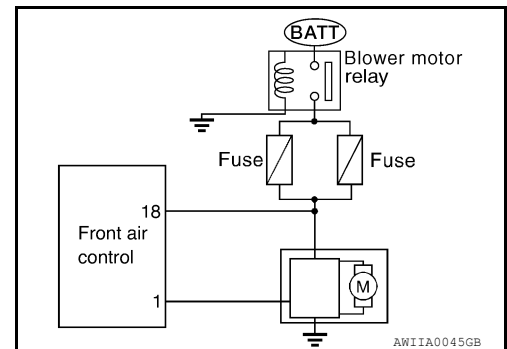 BATT
Blower motor
relay
Fuse
Fuse
18
Front air
control
1
M
AWIIA0045GB